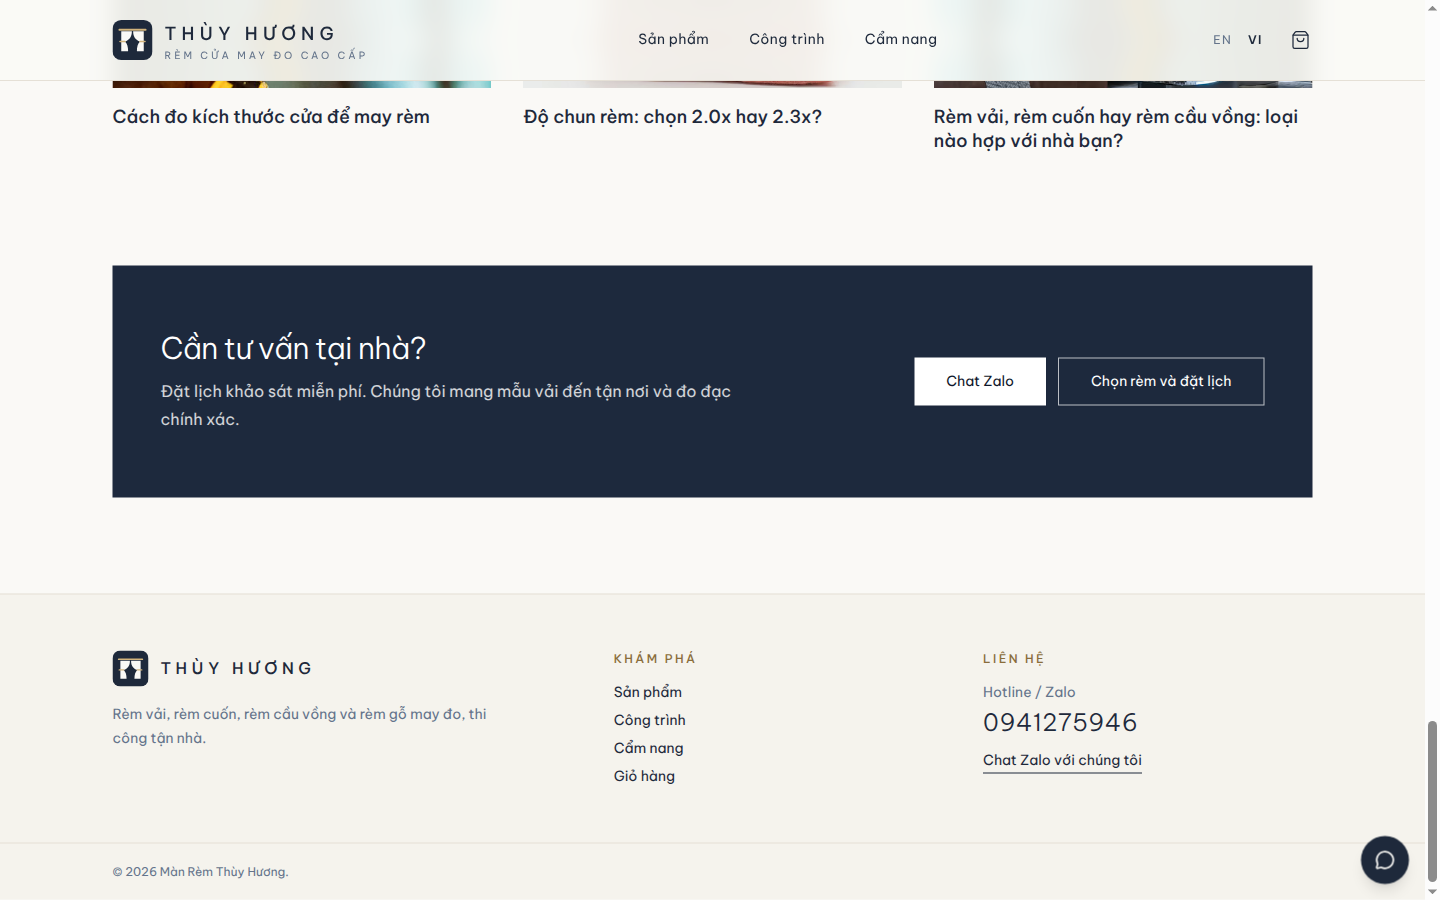 THÙY HƯƠNG
RÈM CỬA MAY ĐO CAO CẤP
Sản phẩm
Công trình
Cẩm nang
EN
VI
Cách đo kích thước cửa để may rèm
Độ chun rèm: chọn 2.0x hay 2.3x?
Rèm vải, rèm cuốn hay rèm cầu vồng: loại
nào hợp với nhà bạn?
Cần tư vấn tại nhà?
Đặt lịch khảo sát miễn phí. Chúng tôi mang mẫu vải đến tận nơi và đo đạc
chính xác.
Chat Zalo
Chọn rèm và đặt lịch
THÙY HƯƠNG
Rèm vải, rèm cuốn, rèm cầu vồng và rèm gỗ may đo, thi
công tận nhà.
KHÁM PHÁ
Sản phẩm
Công trình
Cẩm nang
Giỏ hàng
LIÊN HỆ
Hotline / Zalo
0941275946
Chat Zalo với chúng tôi
© 2026 Màn Rèm Thùy Hương.